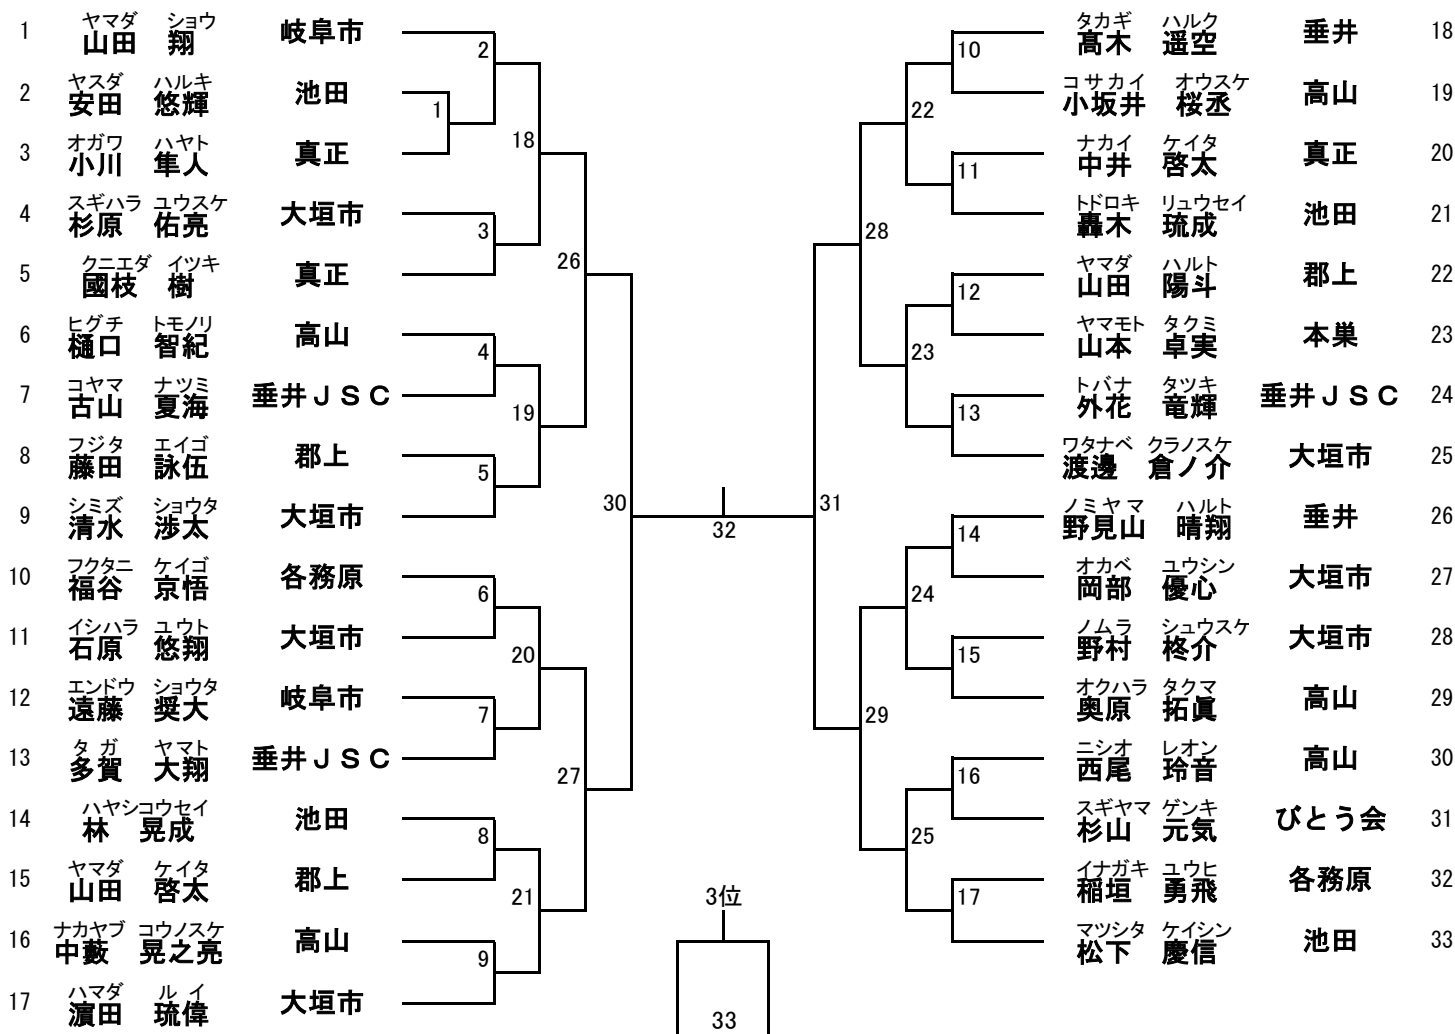 ヤマダ ショウ
1 山田 翔 岐阜市
ヤスダ ハルキ
2 安田 悠輝 池田
オガワ ハヤト
3 小川 隼人 真正
スギハラ ユウスケ
4 杉原 佑亮 大垣市
クニエダ イツキ
5 國枝 樹 真正
ヒグチ トモノリ
6 樋口 智紀 高山
コヤマ ナツミ
7 古山 夏海 垂井ＪＳＣ
フジタ エイゴ
8 藤田 詠伍 郡上
シミズ ショウタ
9 清水 渉太 大垣市
フクタニ ケイゴ
10 福谷 京悟 各務原
イシハラ ユウト
11 石原 悠翔 大垣市
エンドウ ショウタ
12 遠藤 奨大 岐阜市
タガ ヤマト
13 多賀 大翔 垂井ＪＳＣ
ハヤシ コウセイ
14 林 晃成 池田
ヤマダ ケイタ
15 山田 啓太 郡上
ナカヤブ コウノスケ
16 中藪 晃之亮 高山
ハマダ ルイ
17 濵田 琉偉 大垣市
2
1
18
3
26
4
19
5
30
6
20
7
27
8
21
9
32
3位
33
31
10
22
11
28
12
23
13
14
24
15
29
16
25
17
タカギ ハルク
髙木 遥空 垂井 18
コサカイ オウスケ
小坂井 桜丞 高山 19
ナカイ ケイタ
中井 啓太 真正 20
トドロキ リュウセイ
轟木 琉成 池田 21
ヤマダ ハルト
山田 陽斗 郡上 22
ヤマモト タクミ
山本 卓実 本巣 23
トバナ タツキ
外花 竜輝 垂井ＪＳＣ 24
ワタナベ クラノスケ
渡邊 倉ノ介 大垣市 25
ノミヤマ ハルト
野見山 晴翔 垂井 26
オカベ ユウシン
岡部 優心 大垣市 27
ノムラ シュウスケ
野村 柊介 大垣市 28
オクハラ タクマ
奥原 拓眞 高山 29
ニシオ レオン
西尾 玲音 高山 30
スギヤマ ゲンキ
杉山 元気 びとう会 31
イナガキ ユウヒ
稲垣 勇飛 各務原 32
マツシタ ケイシン
松下 慶信 池田 33